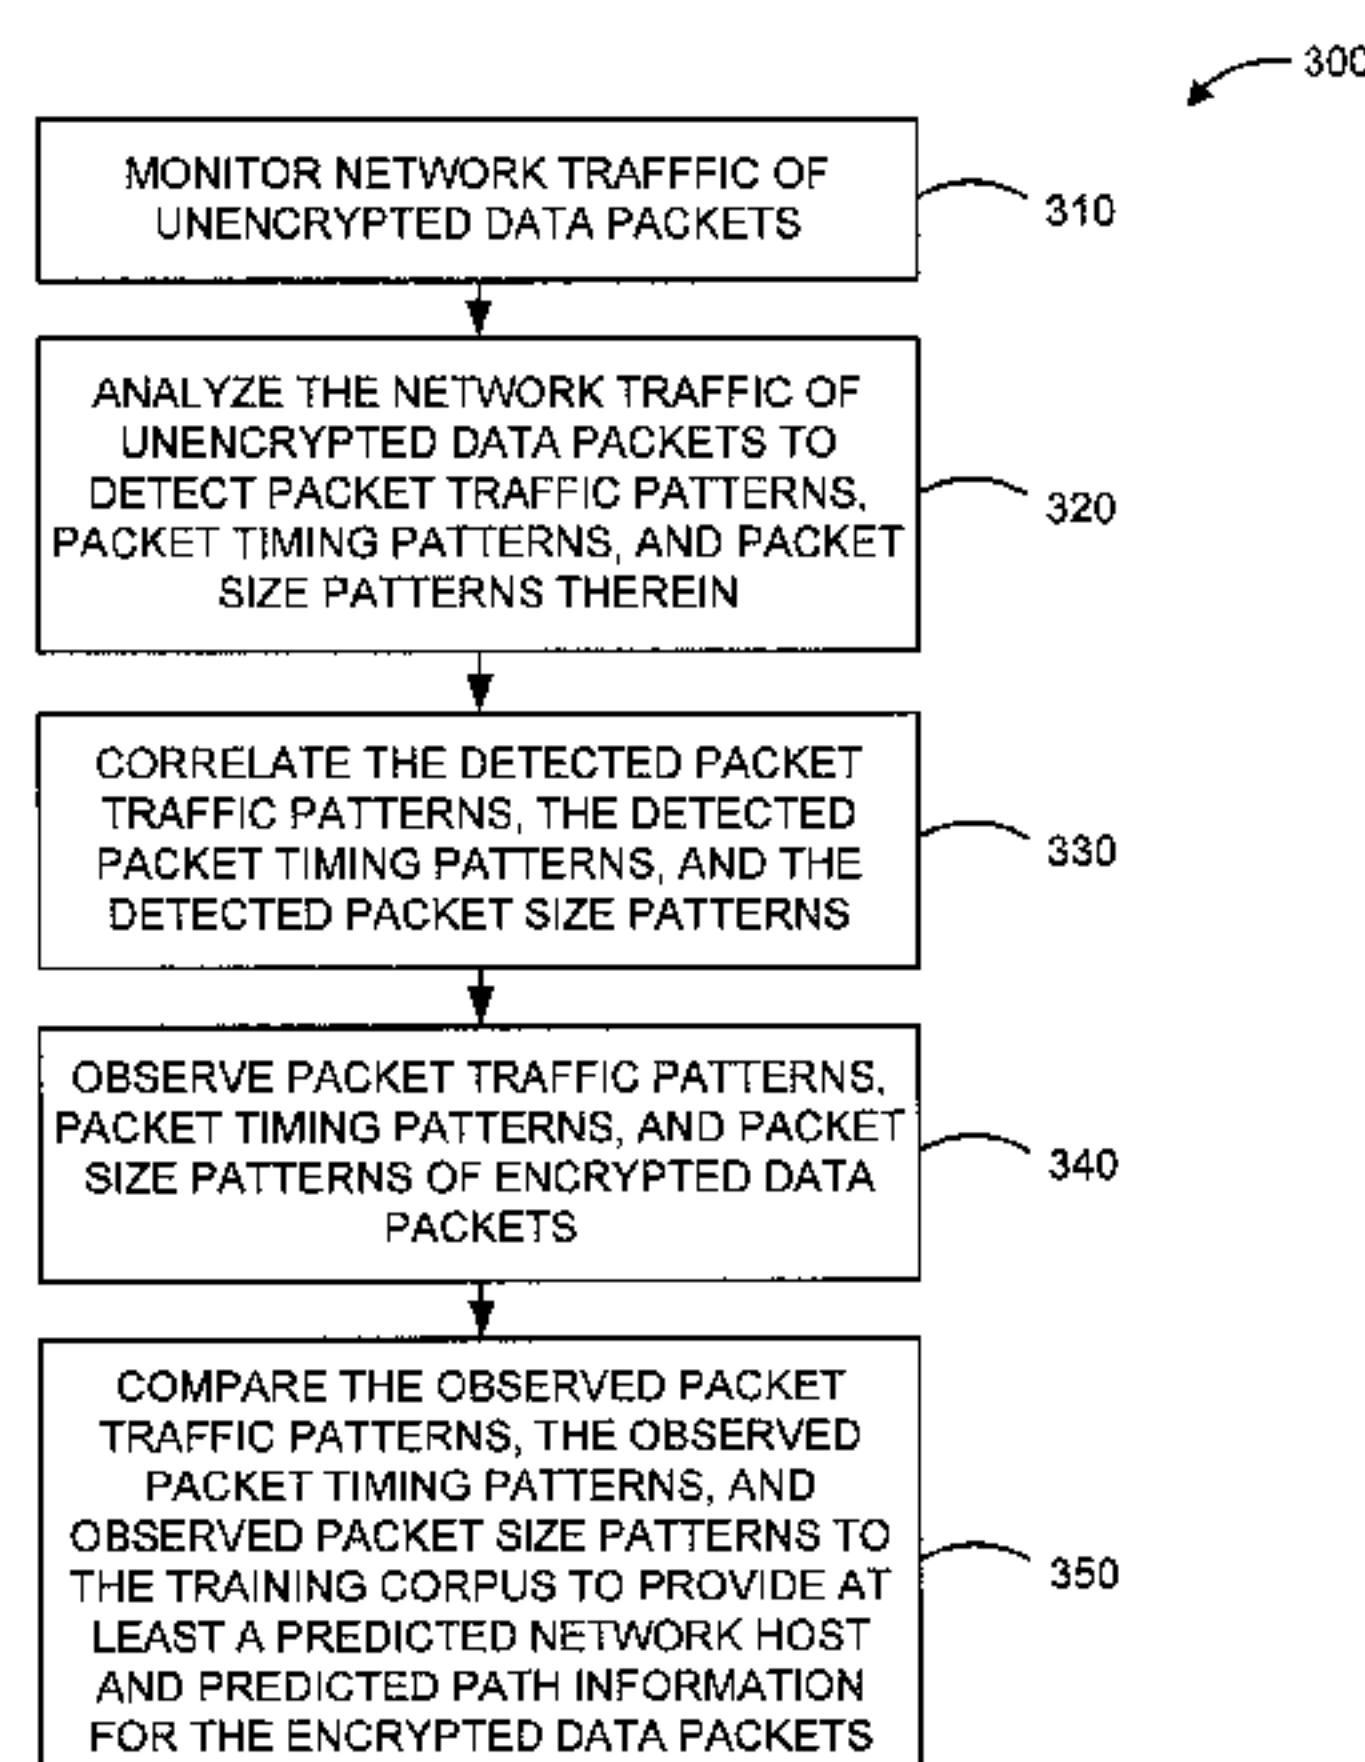 300
MONITOR NETWORK TRAFFFIC OF
UNENCRYPTED DATA PACKETS
310
ANALYZE THE NETWORK TRAFFIC OF
UNENCRYPTED DATA PACKETS TO
DETECT PACKET TRAFFIC PATTERNS,
PACKET TIMING PATTERNS, AND PACKET
SIZE PATTERNS THEREIN
320
CORRELATE THE DETECTED PACKET
TRAFFIC PATTERNS, THE DETECTED
PACKET TIMING PATTERNS, AND THE
DETECTED PACKET SIZE PATTERNS
330
OBSERVE PACKET TRAFFIC PATTERNS,
PACKET TIMING PATTERNS, AND PACKET
SIZE PATTERNS OF ENCRYPTED DATA
PACKETS
340
COMPARE THE OBSERVED PACKET
TRAFFIC PATTERNS, THE OBSERVED
PACKET TIMING PATTERNS, AND
OBSERVED PACKET SIZE PATTERNS TO
THE TRAINING CORPUS TO PROVIDE AT
LEAST A PREDICTED NETWORK HOST
AND PREDICTED PATH INFORMATION
FOR THE ENCRYPTED DATA PACKETS
350